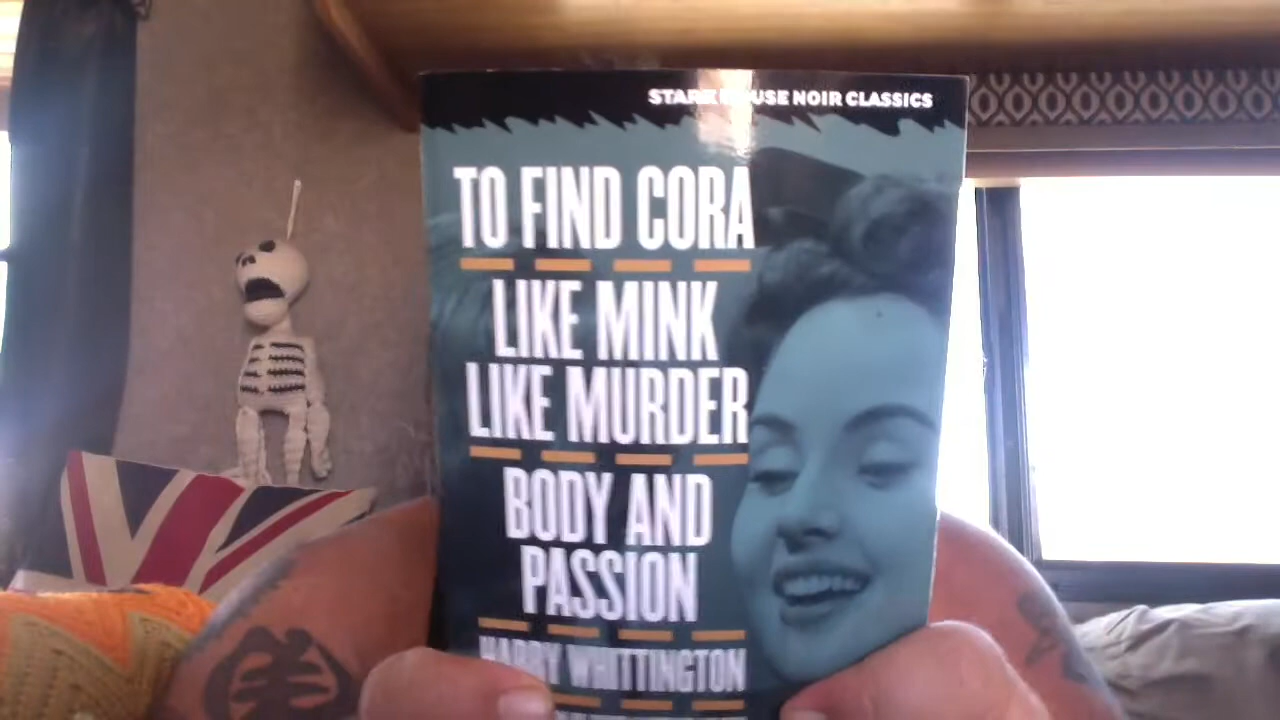 STARK HOUSE NOIR CLASSICS
TO FIND CORA
LIKE MINK
LIKE MURDER
BODY AND
PASSION
HARRY WHITTINGTON